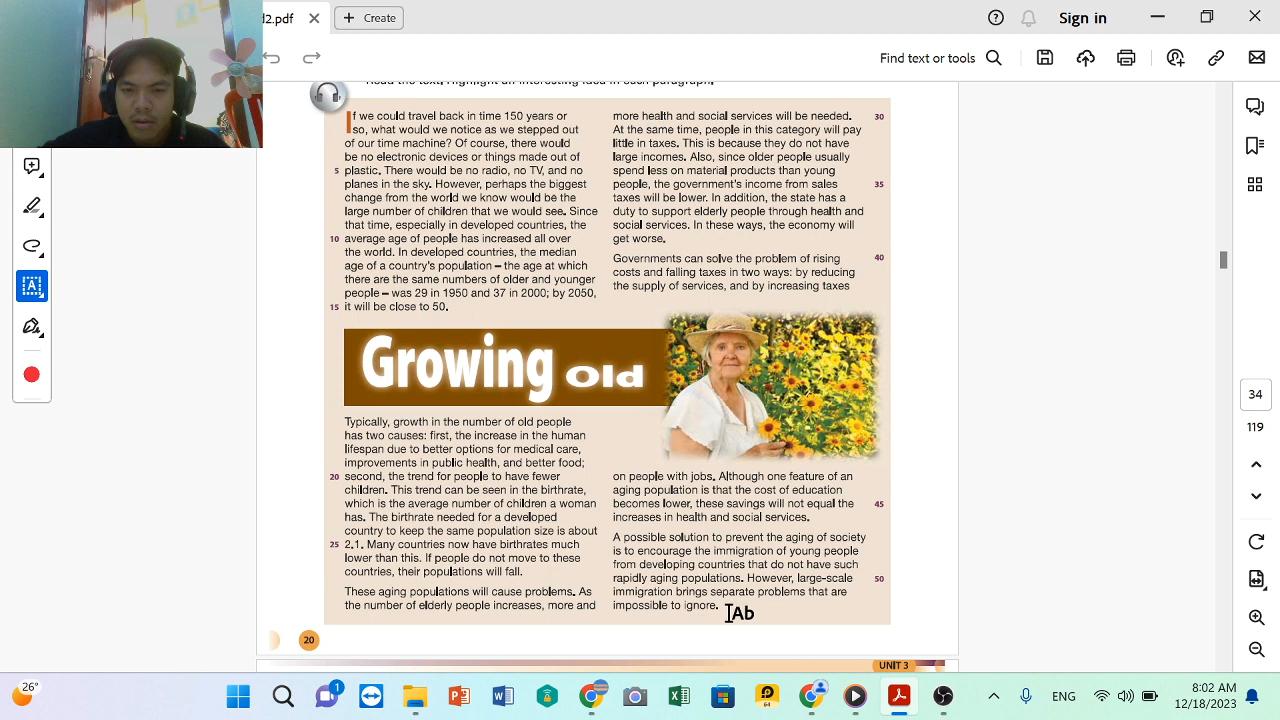 d2.pdf
Create
Sign in
Find text or tools
Read the text. Highlight an interesting idea in each paragraph.
If we could travel back in time 150 years or
so, what would we notice as we stepped out
of our time machine? Of course, there would
be no electronic devices or things made out of
5 plastic. There would be no radio, no TV, and no
planes in the sky. However, perhaps the biggest
change from the world we know would be the
large number of children that we would see. Since
that time, especially in developed countries, the
10 average age of people has increased all over
the world. In developed countries, the median
age of a country's population – the age at which
there are the same numbers of older and younger
people – was 29 in 1950 and 37 in 2000; by 2050,
15 it will be close to 50.
Growing Old
Typically, growth in the number of old people
has two causes: first, the increase in the human
lifespan due to better options for medical care,
improvements in public health, and better food;
20 second, the trend for people to have fewer
children. This trend can be seen in the birthrate,
which is the average number of children a woman
has. The birthrate needed for a developed
country to keep the same population size is about
25 2.1. Many countries now have birthrates much
lower than this. If people do not move to these
countries, their populations will fall.
These aging populations will cause problems. As
the number of elderly people increases, more and
more health and social services will be needed. 30
At the same time, people in this category will pay
little in taxes. This is because they do not have
large incomes. Also, since older people usually
spend less on material products than young
people, the government's income from sales 35
taxes will be lower. In addition, the state has a
duty to support elderly people through health and
social services. In these ways, the economy will
get worse.
Governments can solve the problem of rising 40
costs and falling taxes in two ways: by reducing
the supply of services, and by increasing taxes
on people with jobs. Although one feature of an
aging population is that the cost of education
becomes lower, these savings will not equal the 45
increases in health and social services.
A possible solution to prevent the aging of society
is to encourage the immigration of young people
from developing countries that do not have such
rapidly aging populations. However, large-scale 50
immigration brings separate problems that are
impossible to ignore.
Ab
20
UNIT 3
34
119
26°
1
64
ENG
8:02 AM
12/18/2023